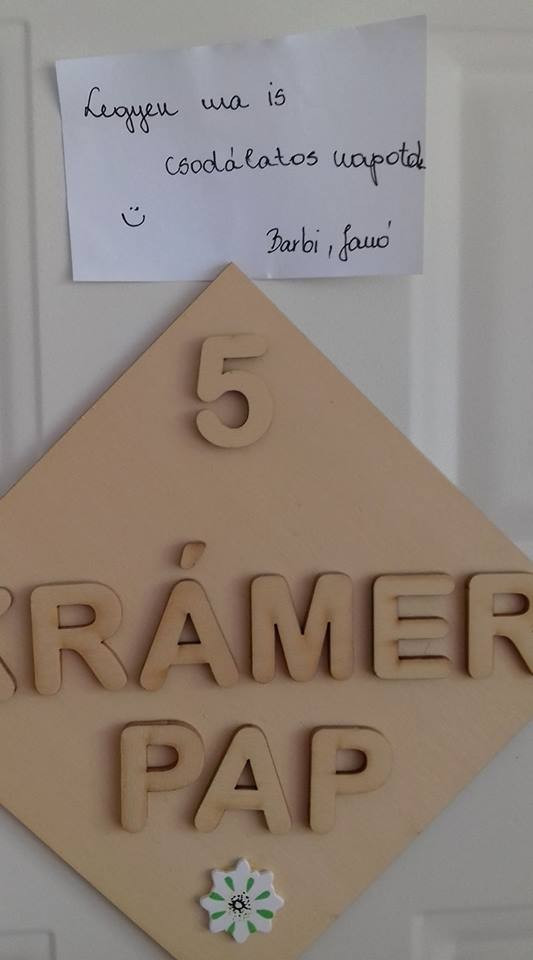 Legyen ma is
csodálatos napotok
Barbi, Janó
5
KRÁMER
PAP